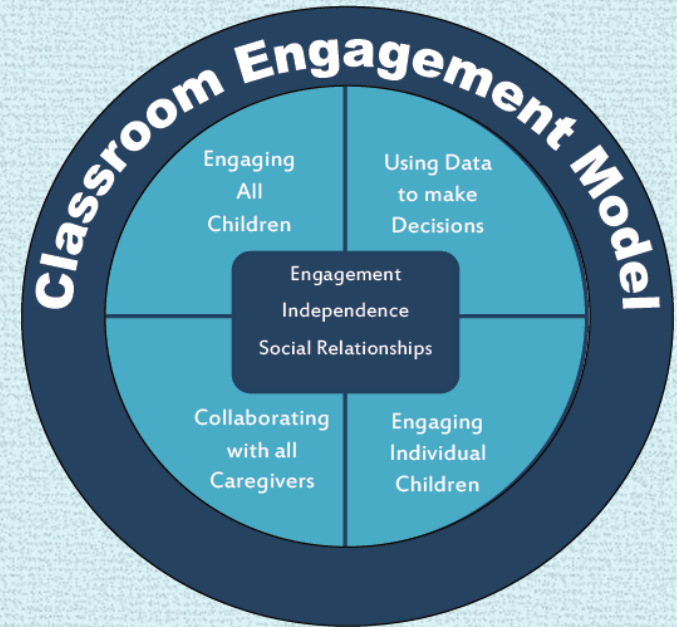 Classroom Engagement Model
Engaging
All
Children
Using Data
to make
Decisions
Engagement
Independence
Social Relationships
Collaborating
with all
Caregivers
Engaging
Individual
Children